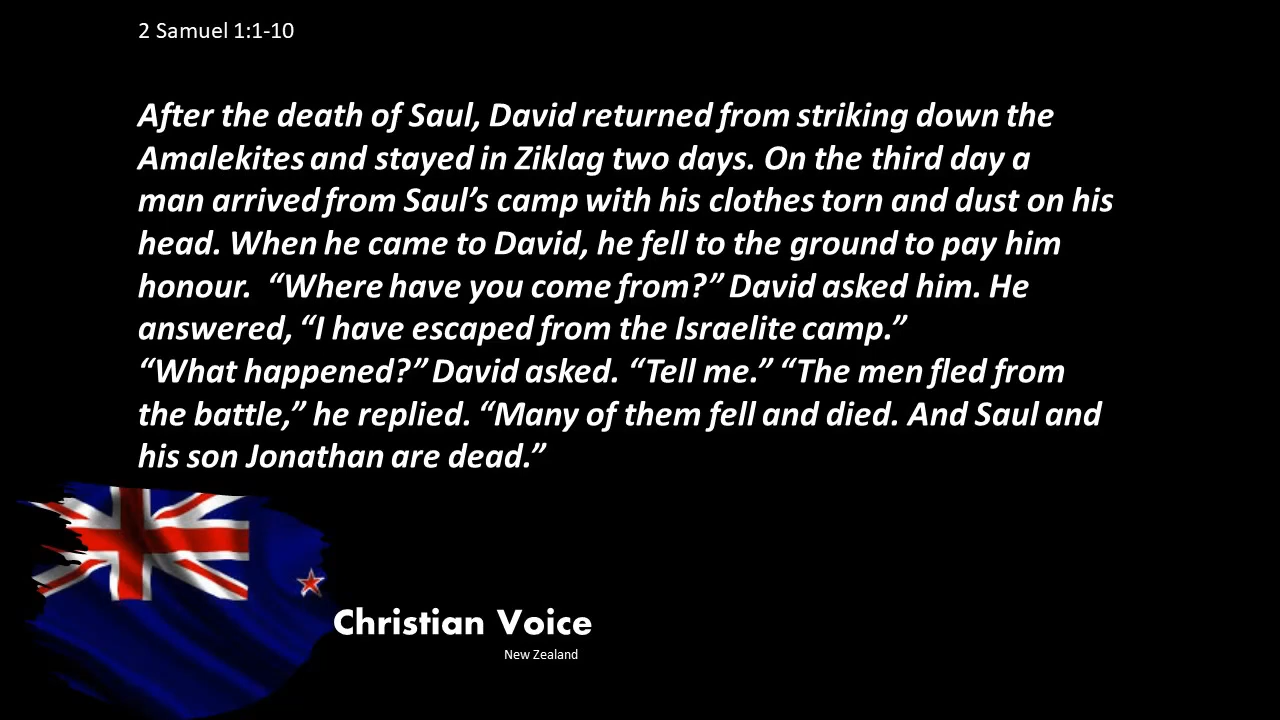 2 Samuel 1:1-10
After the death of Saul, David returned from striking down the
Amalekites and stayed in Ziklag two days. On the third day a
man arrived from Saul’s camp with his clothes torn and dust on his
head. When he came to David, he fell to the ground to pay him
honour.  “Where have you come from?” David asked him. He
answered, “I have escaped from the Israelite camp.”
“What happened?” David asked. “Tell me.” “The men fled from
the battle,” he replied. “Many of them fell and died. And Saul and
his son Jonathan are dead.”
Christian Voice
New Zealand